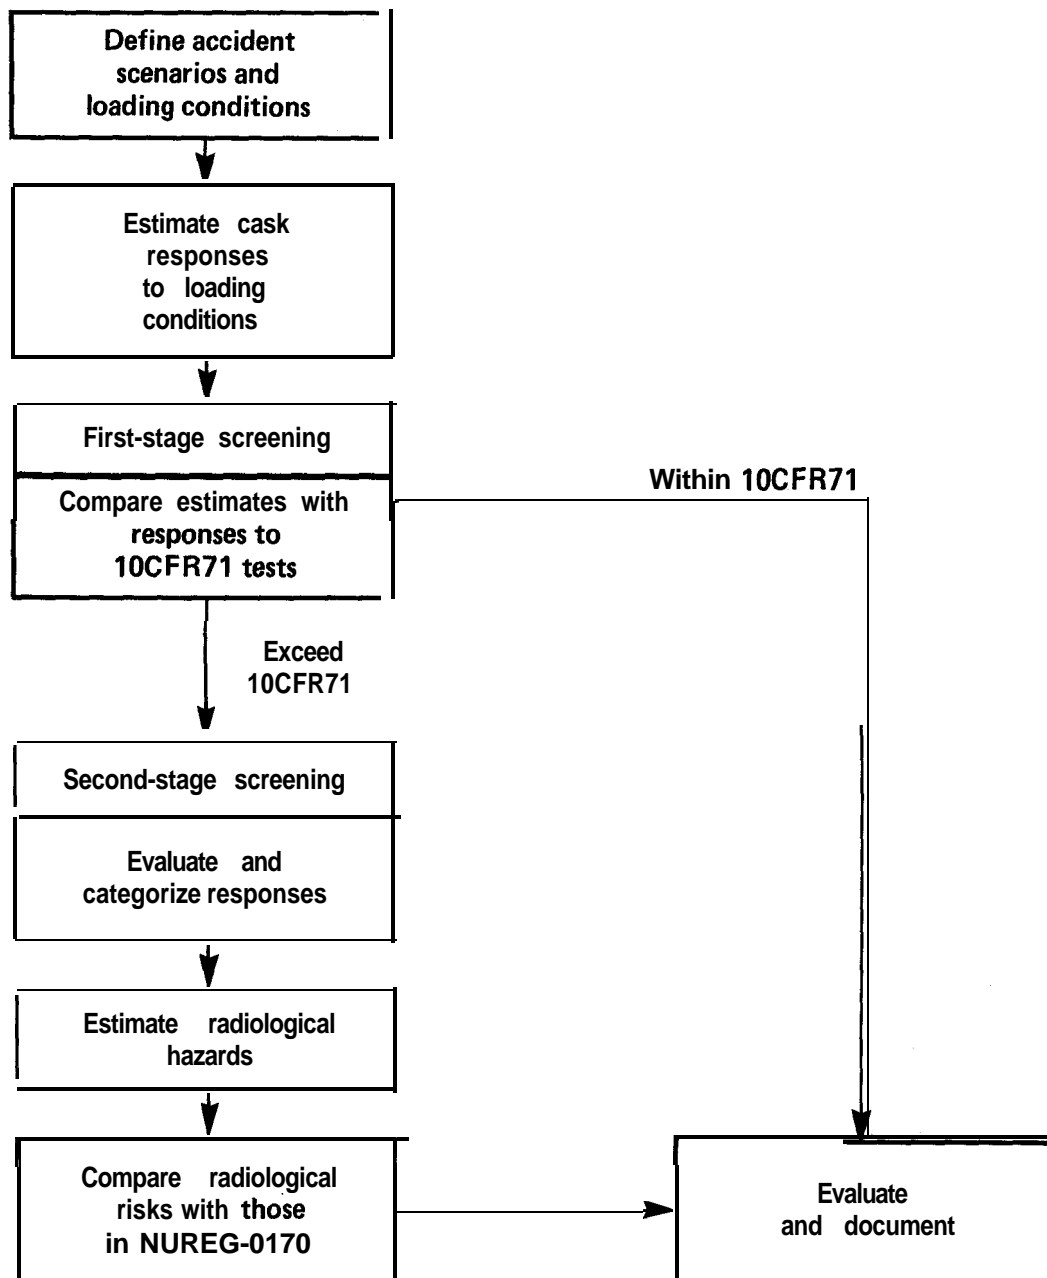 Define accident
scenarios and
loading conditions
Estimate cask
responses
to loading
conditions
First-stage screening
Compare estimates with
responses to
10CFR71 tests
Within 10CFR71
Exceed
10CFR71
Second-stage screening
Evaluate and
categorize responses
Estimate radiological
hazards
Compare radiological
risks with those
in NUREG-0170
Evaluate
and document